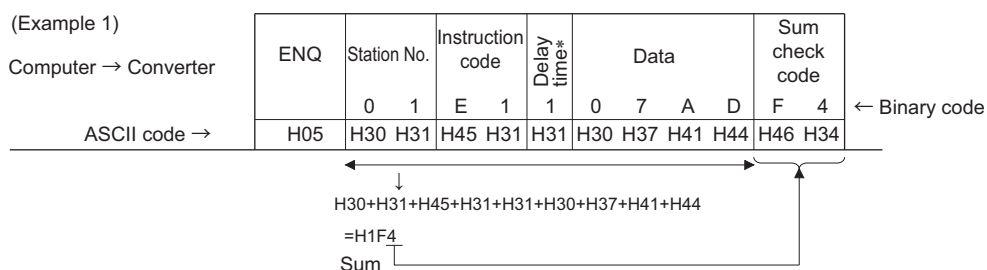 (Example 1)
Computer → Converter
ENQ Station No. Instruction code Delay time* Data Sum check code
0 1 E 1 1 0 7 A D F 4 ← Binary code
ASCII code → H05 H30 H31 H45 H31 H31 H30 H37 H41 H44 H46 H34
↓
H30+H31+H45+H31+H31+H30+H37+H41+H44
=H1F4
Sum